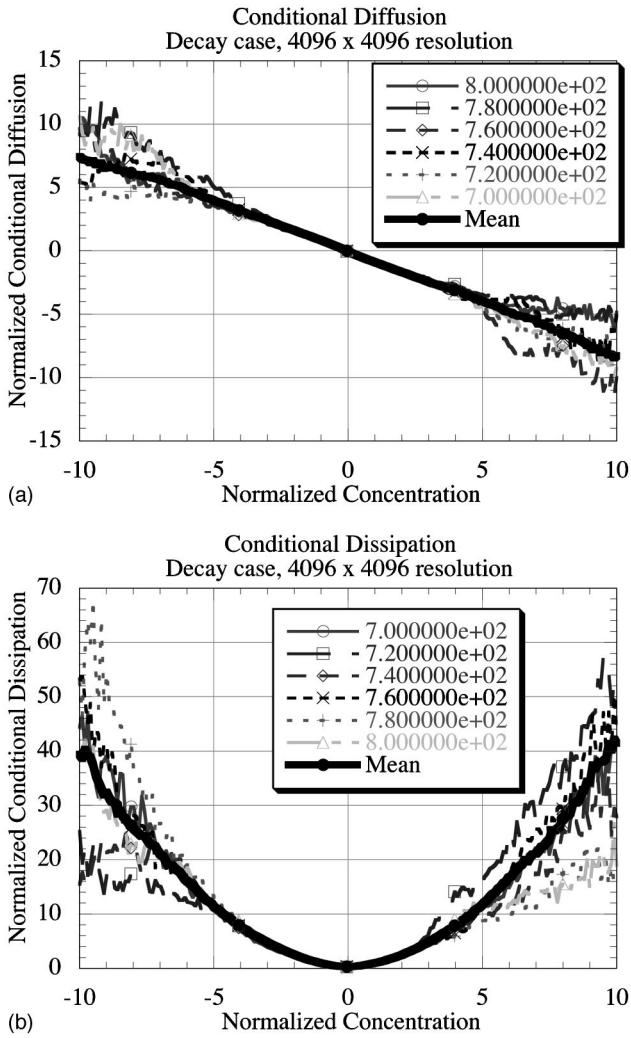 Conditional Diffusion
Decay case, 4096 x 4096 resolution
15
10
5
0
-5
-10
-15
Normalized Conditional Diffusion
8.000000e+02
7.800000e+02
7.600000e+02
7.400000e+02
7.200000e+02
7.000000e+02
Mean
-10
-5
0
5
10
(a)
Normalized Concentration
Conditional Dissipation
Decay case, 4096 x 4096 resolution
70
60
50
40
30
20
10
0
Normalized Conditional Dissipation
7.000000e+02
7.200000e+02
7.400000e+02
7.600000e+02
7.800000e+02
8.000000e+02
Mean
-10
-5
0
5
10
(b)
Normalized Concentration